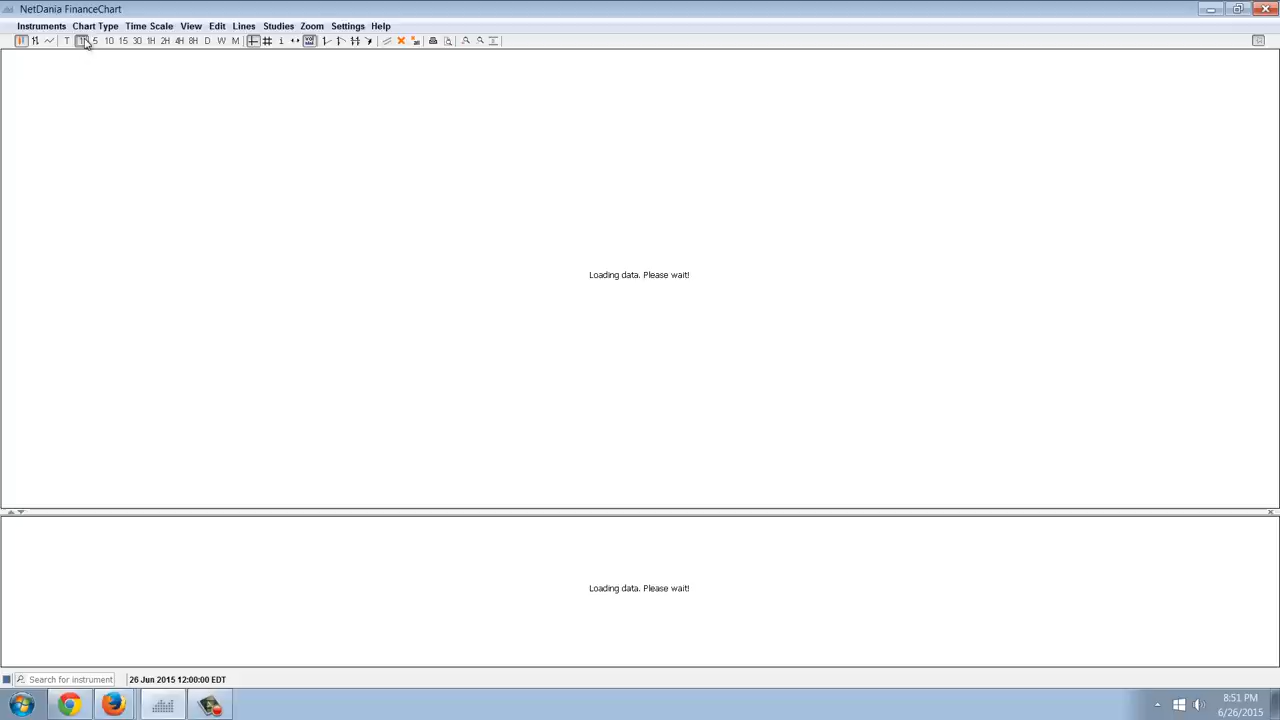 NetDania FinanceChart
Instruments Chart Type Time Scale View Edit Lines Studies Zoom Settings Help
T 5 10 15 30 1H 2H 4H 8H D W M
Loading data. Please wait!
Loading data. Please wait!
Search for instrument 26 Jun 2015 12:00:00 EDT
8:51 PM
6/26/2015